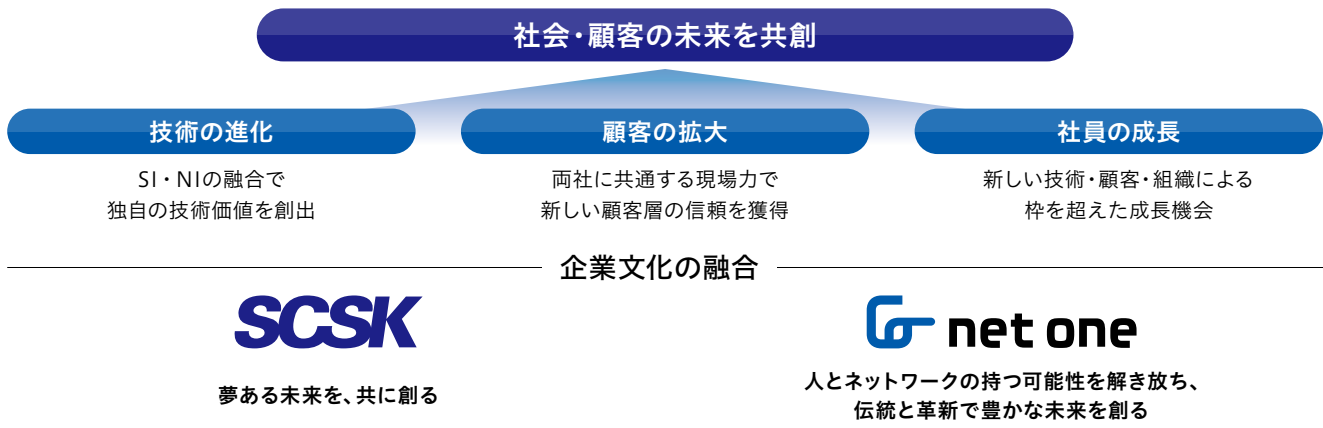 社会・顧客の未来を共創
技術の進化
SI・NIの融合で
独自の技術価値を創出
顧客の拡大
両社に共通する現場力で
新しい顧客層の信頼を獲得
社員の成長
新しい技術・顧客・組織による
枠を超えた成長機会
企業文化の融合
SCSK
夢ある未来を、共に創る
net one
人とネットワークの持つ可能性を解き放ち、
伝統と革新で豊かな未来を創る